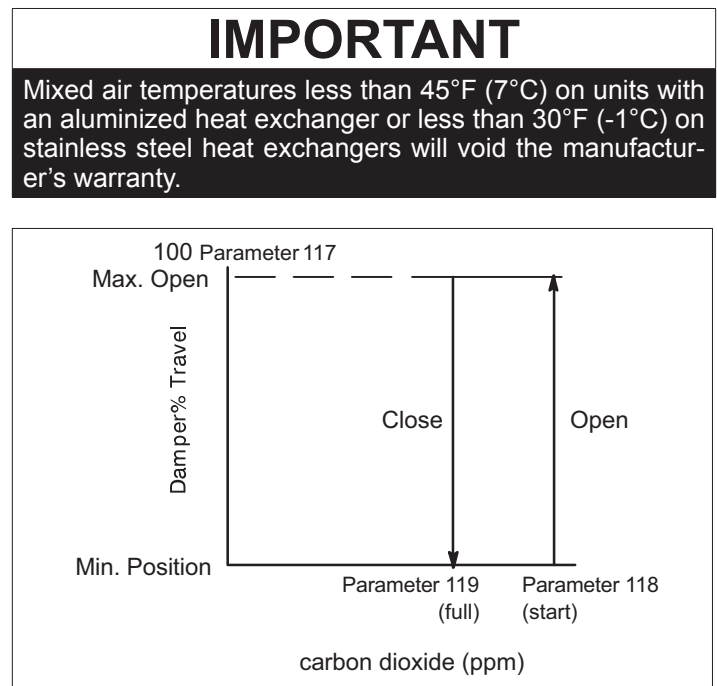 IMPORTANT
Mixed air temperatures less than 45°F (7°C) on units with
an aluminized heat exchanger or less than 30°F (-1°C) on
stainless steel heat exchangers will void the manufactur-
er's warranty.
100 Parameter 117
Max. Open
Damper% Travel
Close
Open
Min. Position
Parameter 119
(full)
Parameter 118
(start)
carbon dioxide (ppm)